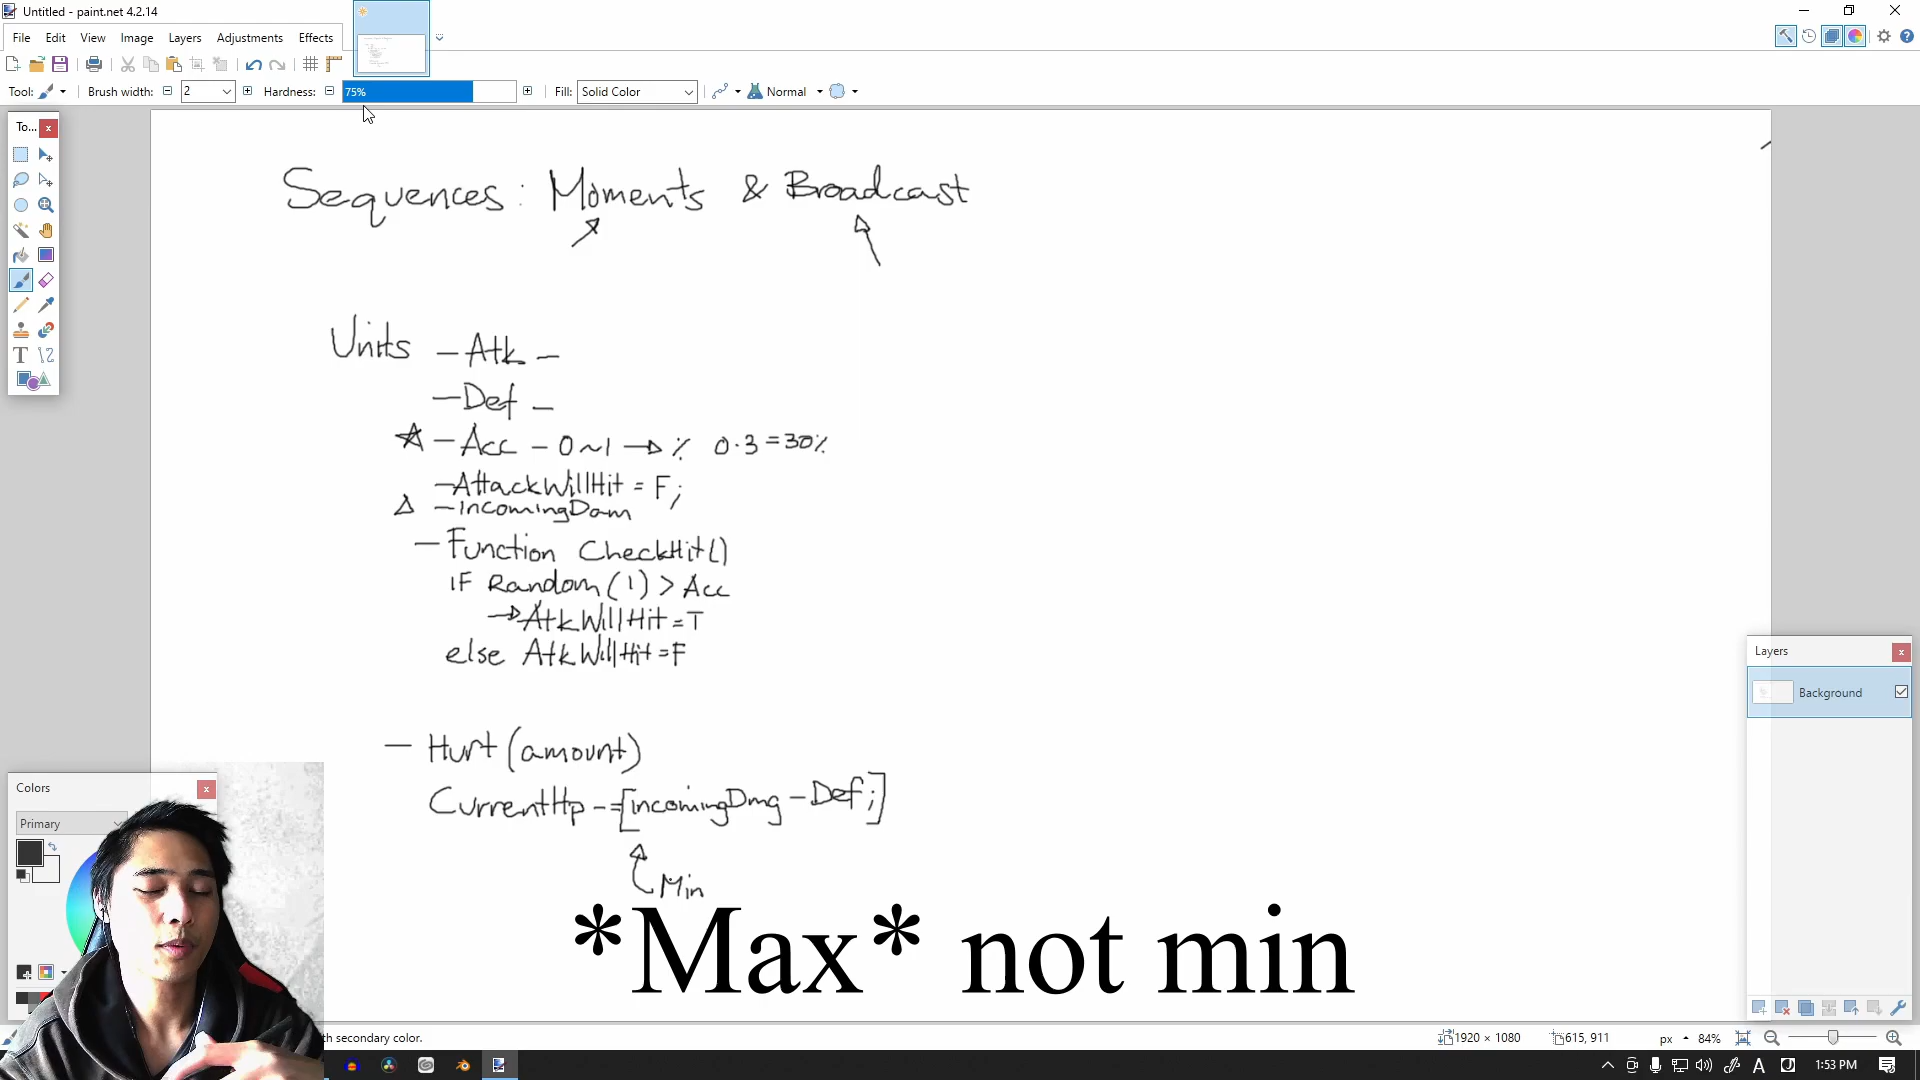 Untitled - paint.net 4.2.14
File Edit View Image Layers Adjustments Effects
Tool: Brush width: 2 Hardness: 75% Fill: Solid Color Normal
To...
Sequences: Moments & Broadcast
Units - Atk -
- Def -
- Acc - 0~1 → % 0.3 = 30%
- AttackWillHit = F;
- IncomingDam
- Function CheckHit()
IF Random(1) > Acc
→ AtkWillHit = T
else AtkWillHit = F
- Hurt (amount)
CurrentHp -= [incomingDmg - Def;]
Min
*Max* not min
Layers
Background
Colors
Primary
th secondary color.
1920 × 1080 615, 911 px 84%
1:53 PM